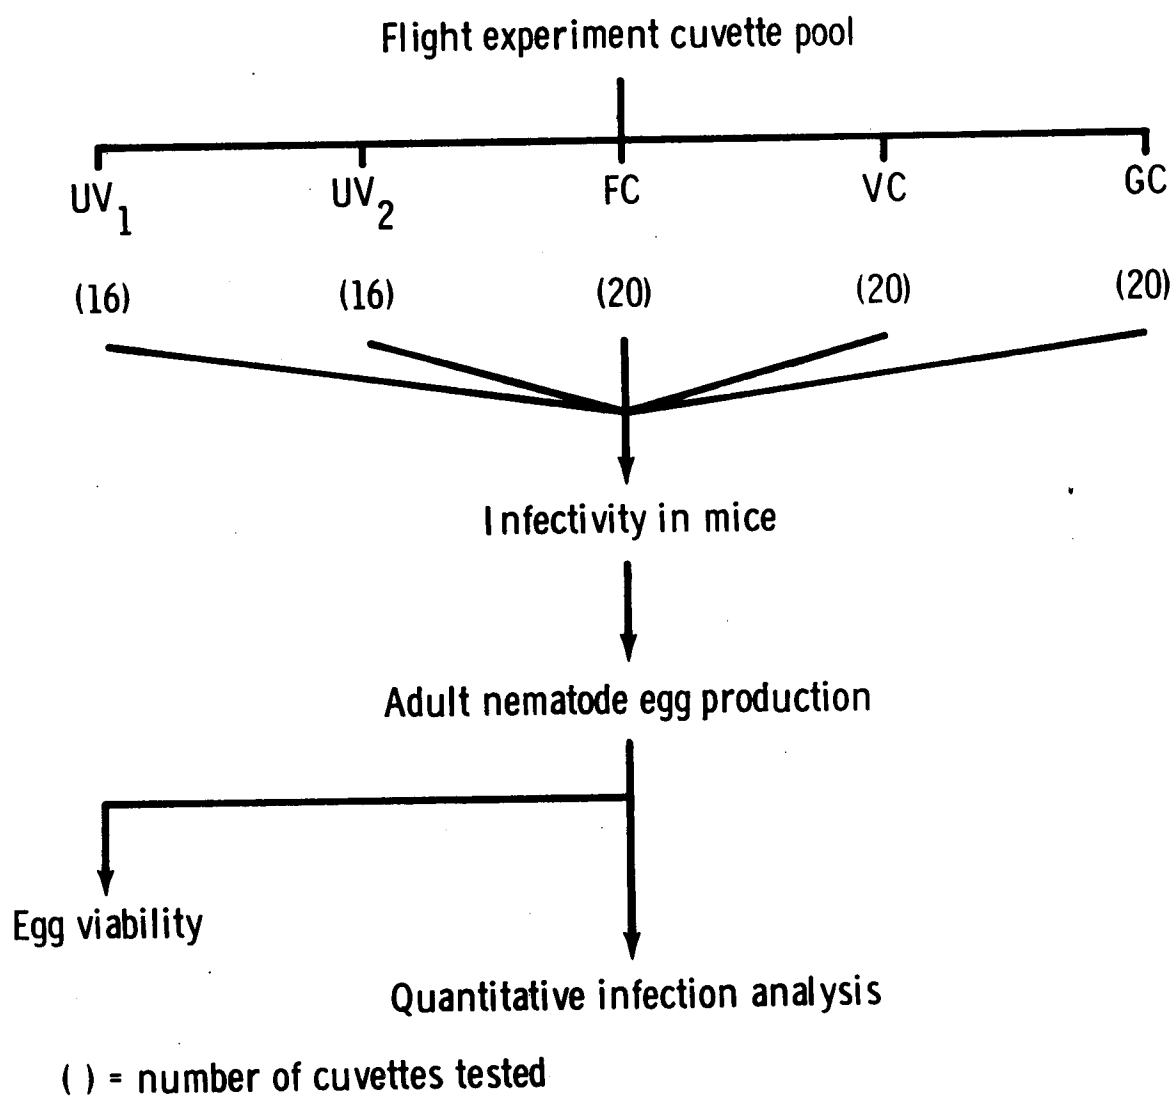 Flight experiment cuvette pool
UV1 UV2 FC VC GC
(16) (16) (20) (20) (20)
Infectivity in mice
Adult nematode egg production
Egg viability
Quantitative infection analysis
( ) = number of cuvettes tested